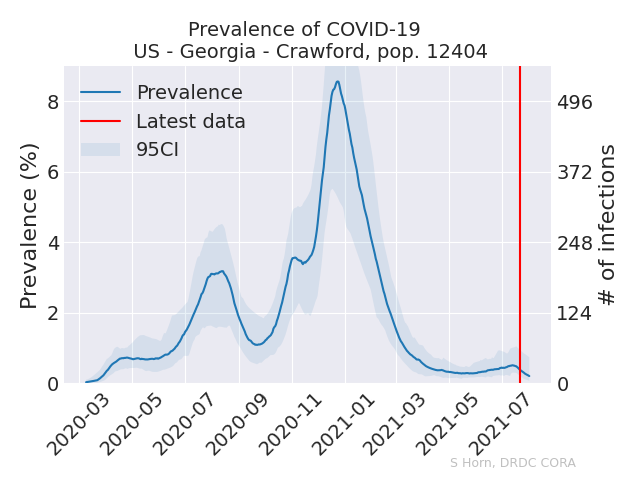 Prevalence of COVID-19
US - Georgia - Crawford, pop. 12404
Prevalence
Latest data
95CI
Prevalence (%)
8
6
4
2
0
# of infections
496
372
248
124
0
2020-03
2020-05
2020-07
2020-09
2020-11
2021-01
2021-03
2021-05
2021-07
S Horn, DRDC CORA